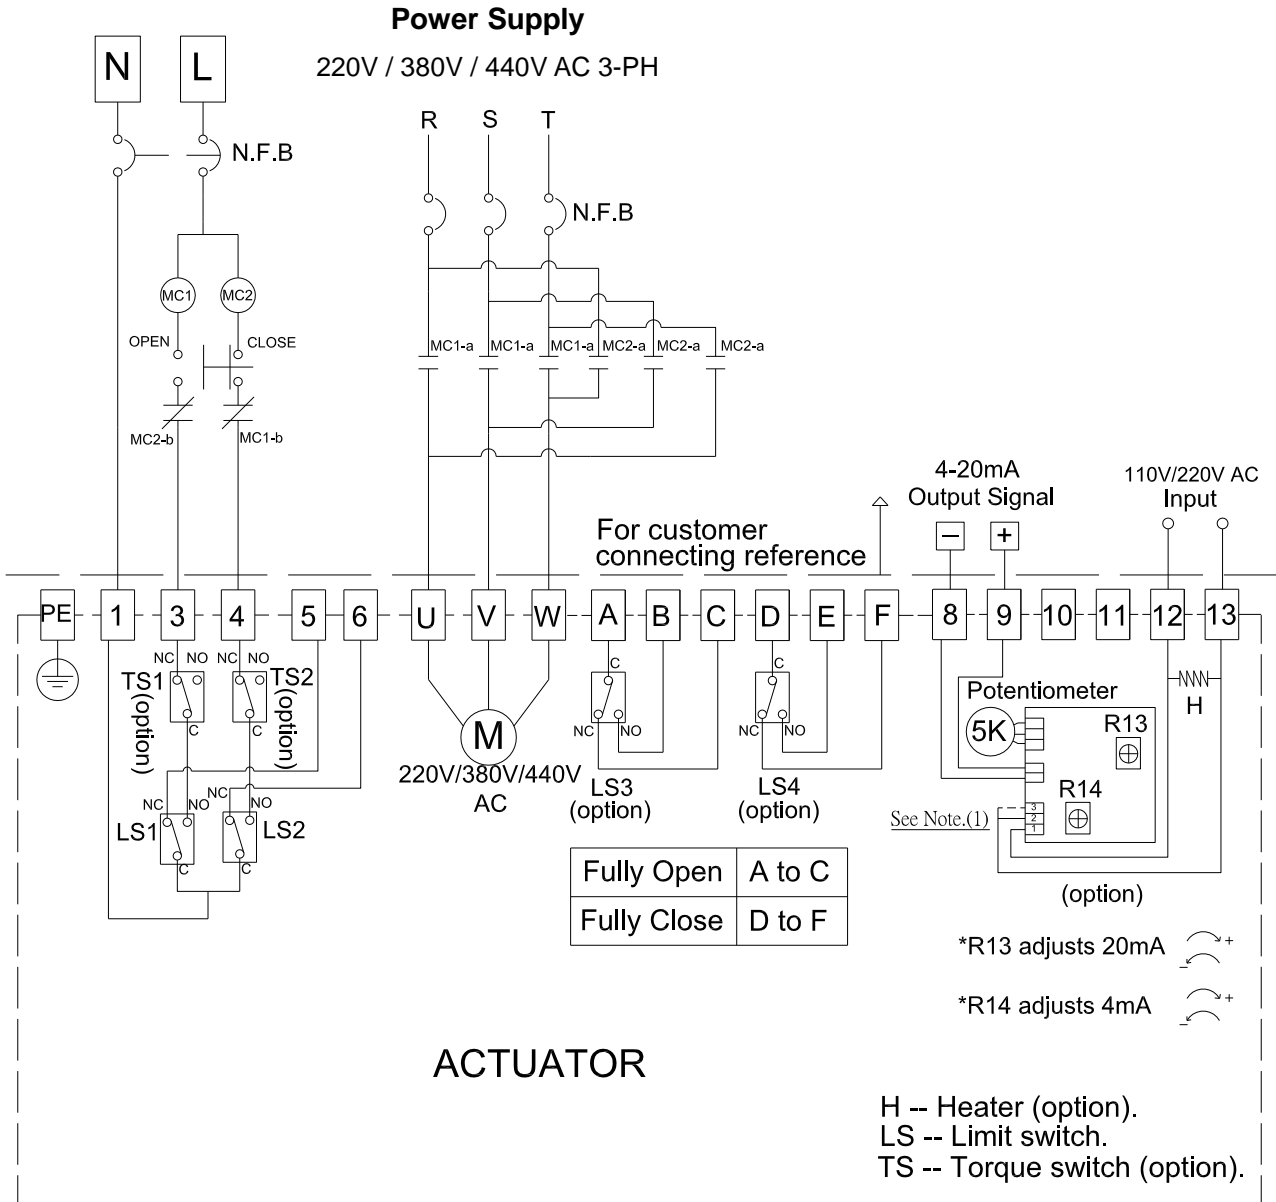 Power Supply
220V / 380V / 440V AC 3-PH
N
L
N.F.B
R S T
N.F.B
MC1
MC2
OPEN
CLOSE
MC2-b
MC1-b
MC1-a
MC1-a
MC1-a
MC2-a
MC2-a
MC2-a
For customer
connecting reference
4-20mA
Output Signal
−
+
110V/220V AC
Input
PE 1 3 4 5 6 U V W A B C D E F 8 9 10 11 12 13
NC NO
TS1
(option)
C
NC NO
TS2
(option)
C
NC NO
LS1
C
NC NO
LS2
C
M
220V/380V/440V
AC
C
NC NO
LS3
(option)
C
NC NO
LS4
(option)
Potentiometer
5K
R13
R14
3
2
1
See Note.(1)
H
(option)
Fully Open A to C
Fully Close D to F
*R13 adjusts 20mA + −
*R14 adjusts 4mA + −
ACTUATOR
H -- Heater (option).
LS -- Limit switch.
TS -- Torque switch (option).